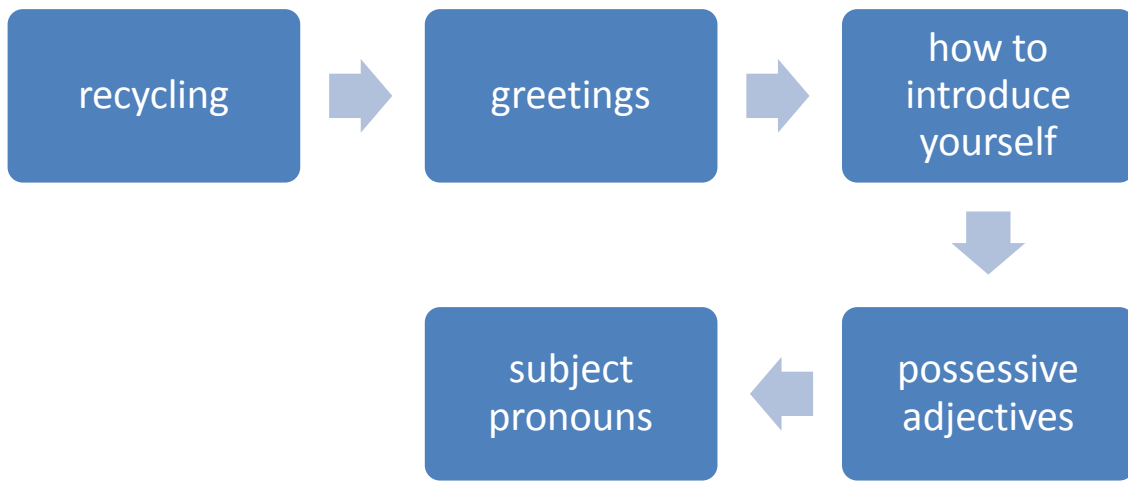 recycling
greetings
how to
introduce
yourself
possessive
adjectives
subject
pronouns